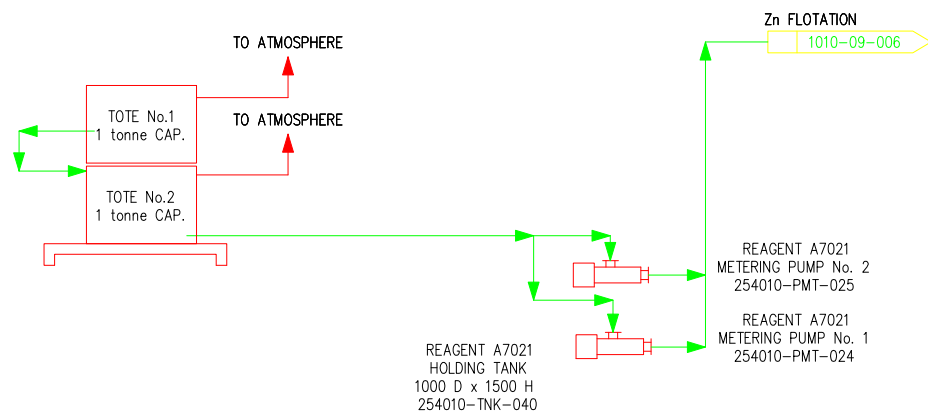 Zn FLOTATION
1010-09-006
TO ATMOSPHERE
TOTE No.1
1 tonne CAP.
TO ATMOSPHERE
TOTE No.2
1 tonne CAP.
REAGENT A7021
METERING PUMP No. 2
254010-PMT-025
REAGENT A7021
METERING PUMP No. 1
254010-PMT-024
REAGENT A7021
HOLDING TANK
1000 D x 1500 H
254010-TNK-040